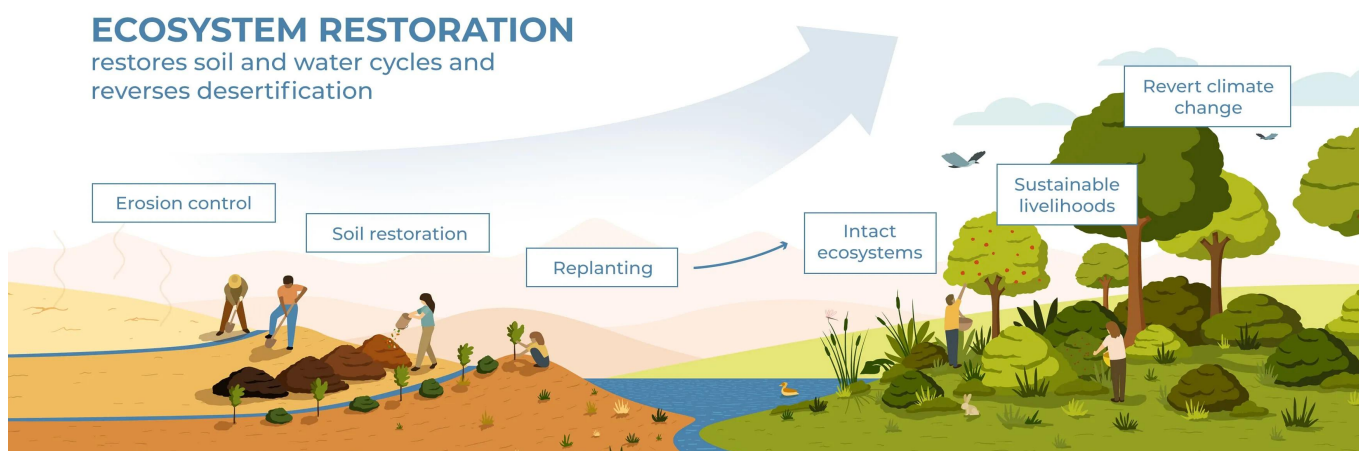 ECOSYSTEM RESTORATION
restores soil and water cycles and
reverses desertification
Erosion control
Soil restoration
Replanting
Intact
ecosystems
Sustainable
livelihoods
Revert climate
change